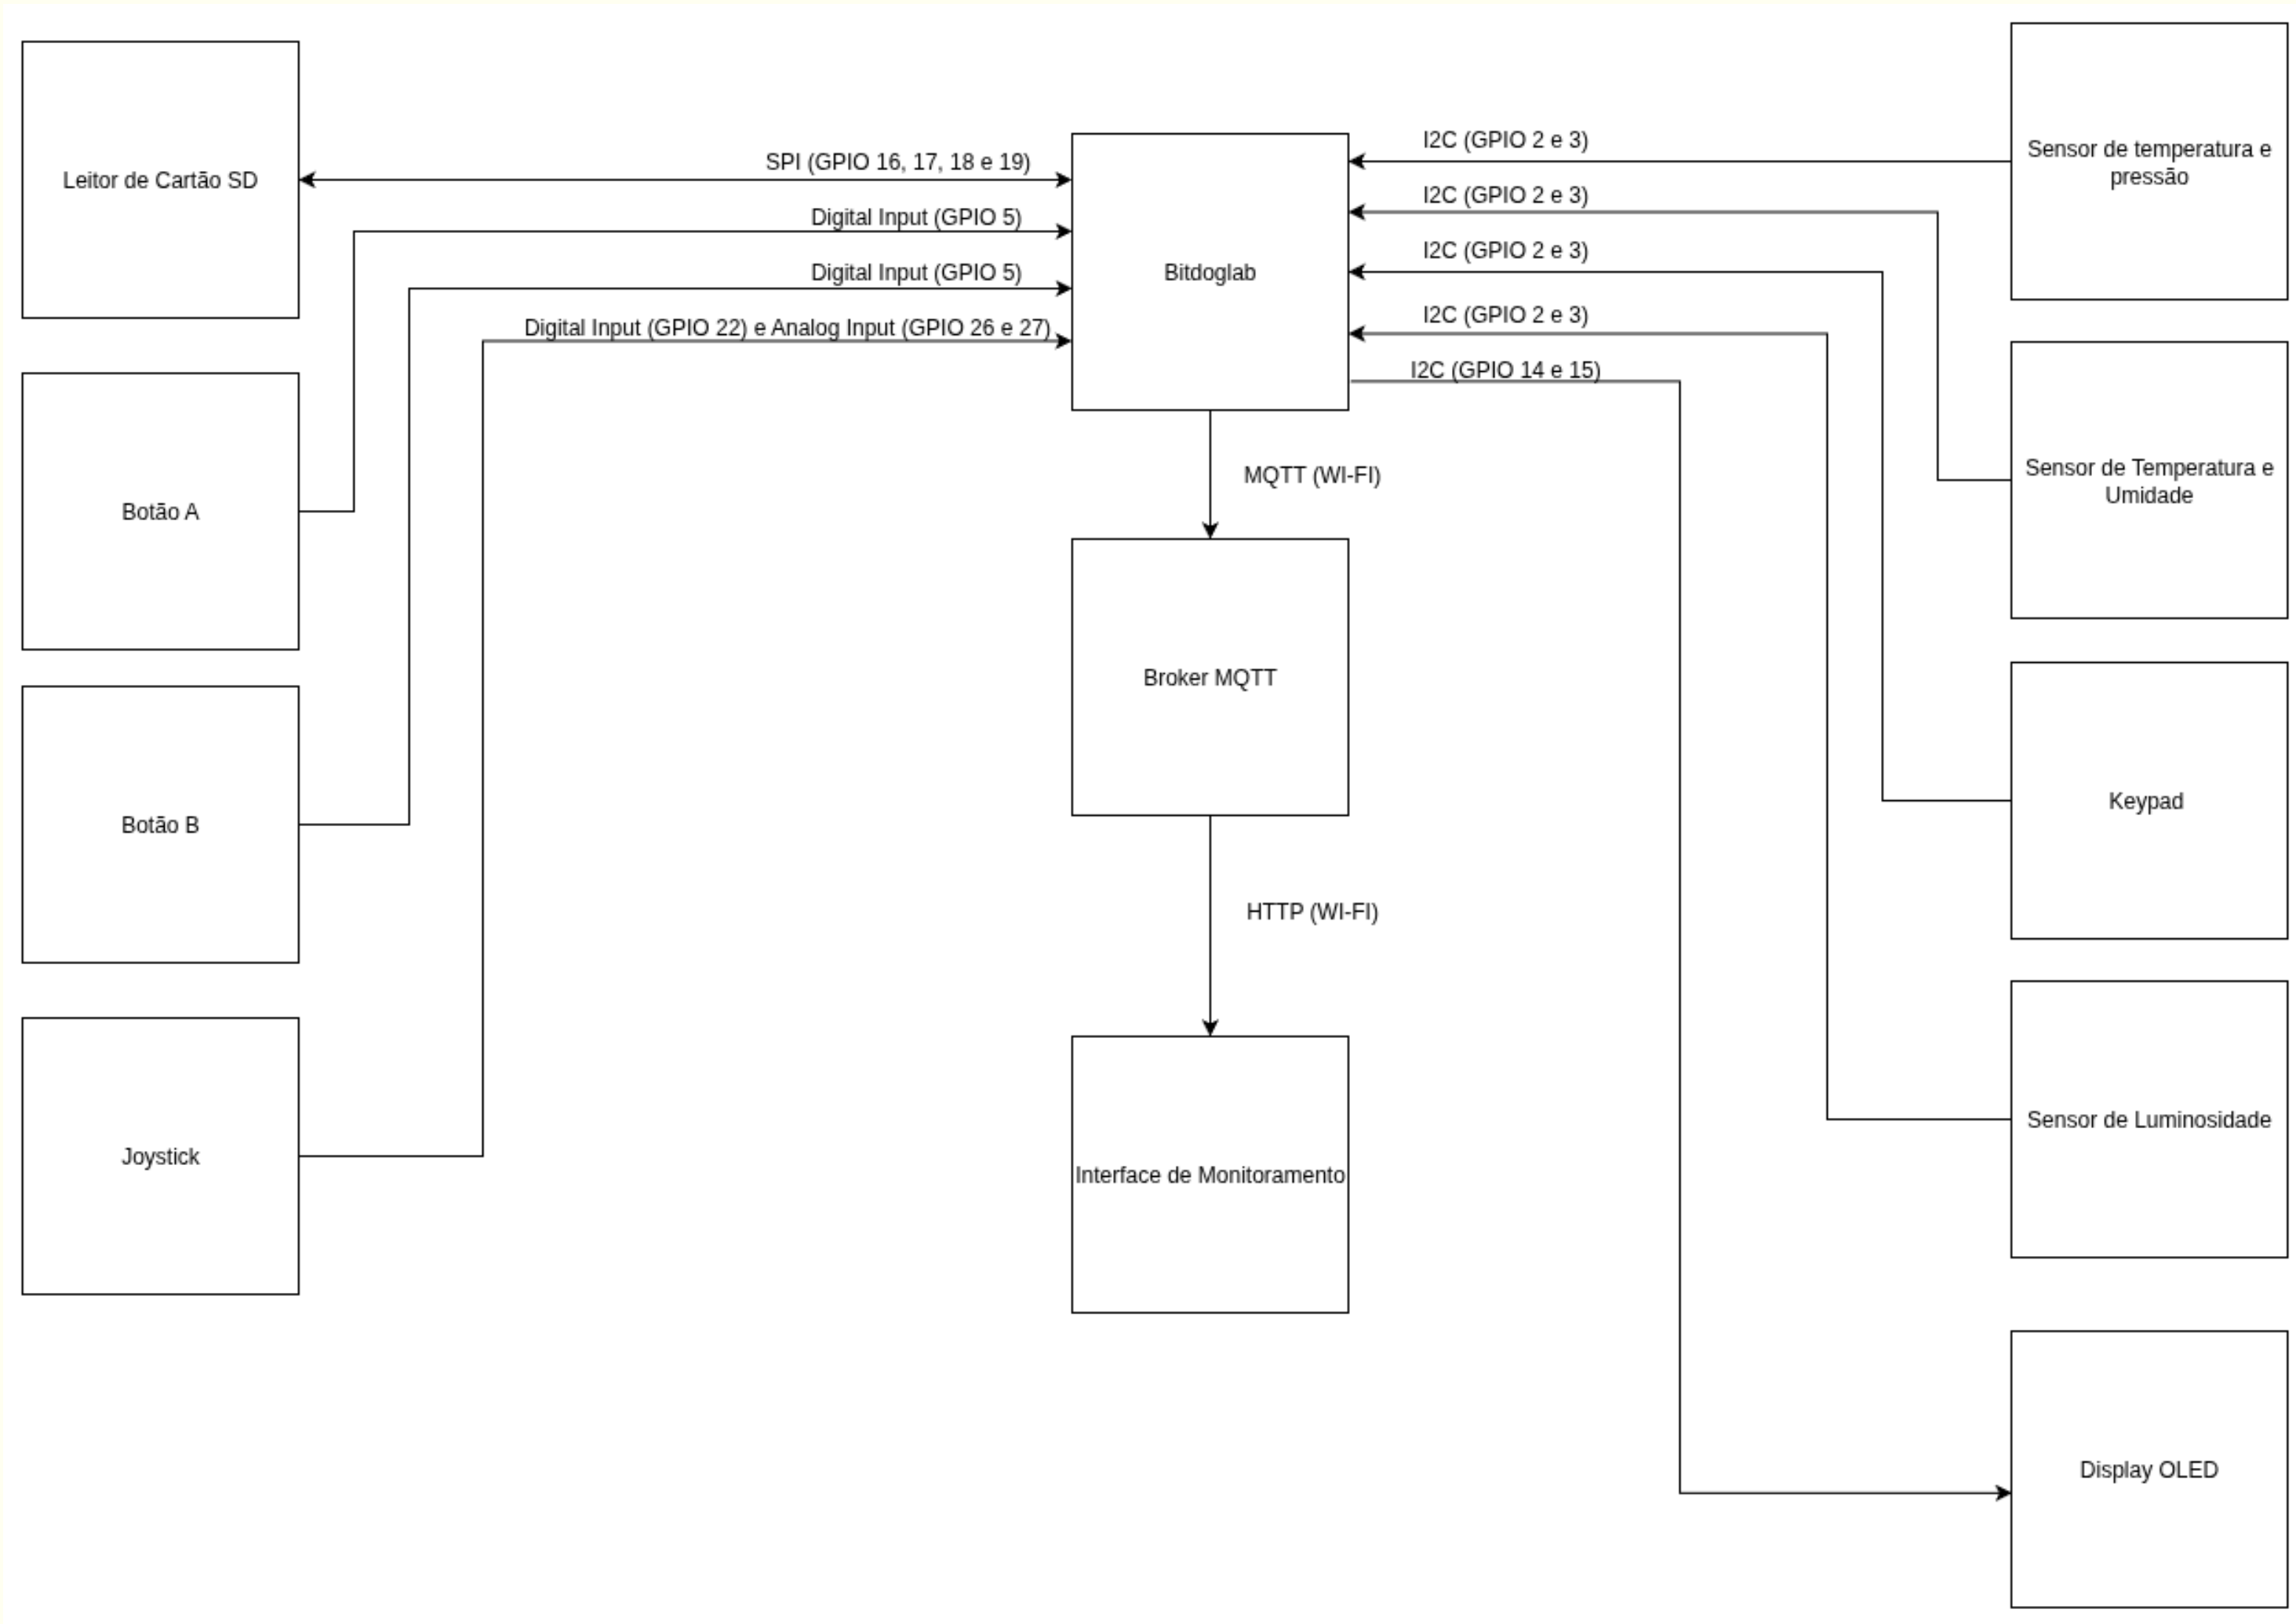 Leitor de Cartão SD
Botão A
Botão B
Joystick
SPI (GPIO 16, 17, 18 e 19)
Digital Input (GPIO 5)
Digital Input (GPIO 5)
Digital Input (GPIO 22) e Analog Input (GPIO 26 e 27)
Bitdoglab
MQTT (WI-FI)
Broker MQTT
HTTP (WI-FI)
Interface de Monitoramento
I2C (GPIO 2 e 3)
I2C (GPIO 2 e 3)
I2C (GPIO 2 e 3)
I2C (GPIO 2 e 3)
I2C (GPIO 14 e 15)
Sensor de temperatura e
pressão
Sensor de Temperatura e
Umidade
Keypad
Sensor de Luminosidade
Display OLED